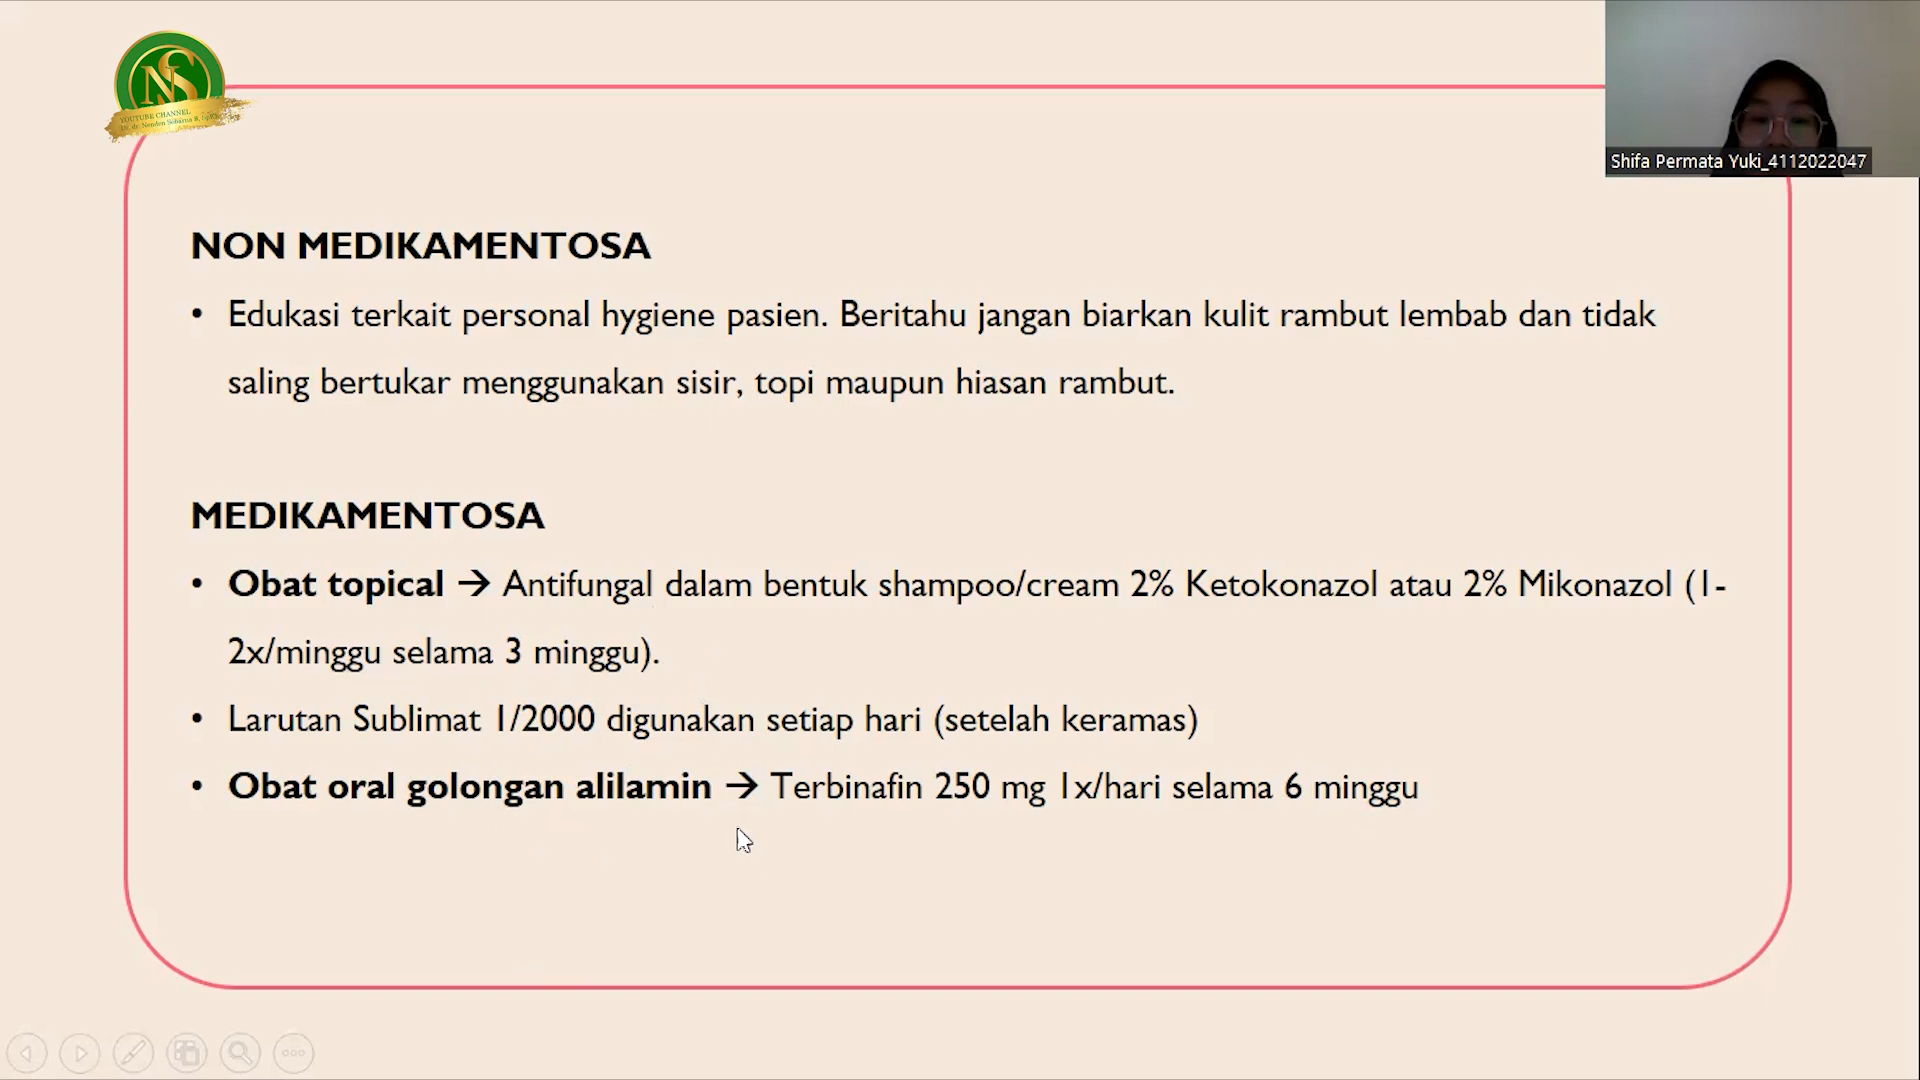 NS
YOUTUBE CHANNEL
Shifa Permata Yuki_4112022047
NON MEDIKAMENTOSA
• Edukasi terkait personal hygiene pasien. Beritahu jangan biarkan kulit rambut lembab dan tidak
saling bertukar menggunakan sisir, topi maupun hiasan rambut.
MEDIKAMENTOSA
• Obat topical → Antifungal dalam bentuk shampoo/cream 2% Ketokonazol atau 2% Mikonazol (1-
2x/minggu selama 3 minggu).
• Larutan Sublimat 1/2000 digunakan setiap hari (setelah keramas)
• Obat oral golongan alilamin → Terbinafin 250 mg 1x/hari selama 6 minggu